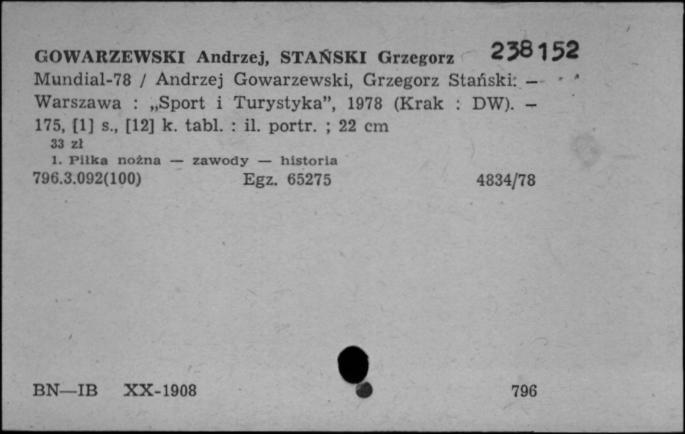 GOWARZEWSKI Andrzej, STAŃSKI Grzegorz 238152
Mundial-78 / Andrzej Gowarzewski, Grzegorz Stański: —
Warszawa : „Sport i Turystyka”, 1978 (Krak : DW). —
175, [1] s., [12] k. tabl. : il. portr. ; 22 cm
33 zł
1. Piłka nożna — zawody — historia
796.3.092(100) Egz. 65275 4834/78
BN—IB XX-1908 796